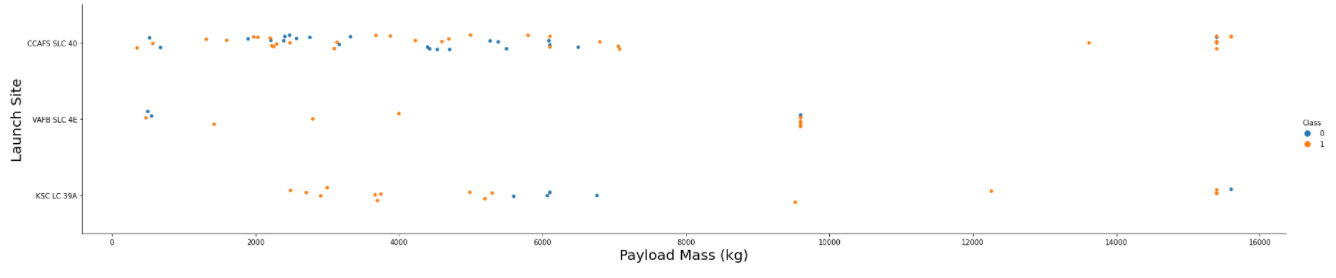 CCAFS SLC 40
VAFB SLC 4E
KSC LC 39A
Launch Site
0 2000 4000 6000 8000 10000 12000 14000 16000
Payload Mass (kg)
Class
0
1